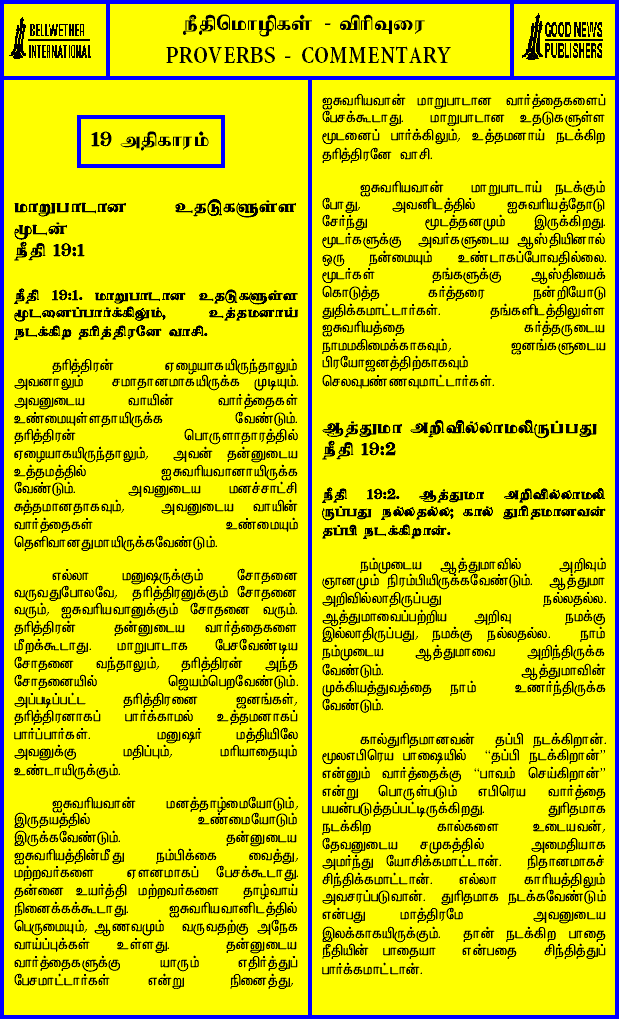 BELLWETHER
INTERNATIONAL
நீதிமொழிகள் - விரிவுரை
PROVERBS - COMMENTARY
GOOD NEWS
PUBLISHERS
19 அதிகாரம்
மாறுபாடான உதடுகளுள்ள
மூடன்
நீதி 19:1
நீதி 19:1. மாறுபாடான உதடுகளுள்ள
மூடனைப்பார்க்கிலும், உத்தமனாய்
நடக்கிற தரித்திரனே வாசி.
தரித்திரன் ஏழையாகயிருந்தாலும்
அவனாலும் சமாதானமாகயிருக்க முடியும்.
அவனுடைய வாயின் வார்த்தைகள்
உண்மையுள்ளதாயிருக்க வேண்டும்.
தரித்திரன் பொருளாதாரத்தில்
ஏழையாகயிருந்தாலும், அவன் தன்னுடைய
உத்தமத்தில் ஐசுவரியவானாயிருக்க
வேண்டும். அவனுடைய மனச்சாட்சி
சுத்தமானதாகவும், அவனுடைய வாயின்
வார்த்தைகள் உண்மையும்
தெளிவானதுமாயிருக்கவேண்டும்.
எல்லா மனுஷருக்கும் சோதனை
வருவதுபோலவே, தரித்திரனுக்கும் சோதனை
வரும், ஐசுவரியவானுக்கும் சோதனை வரும்.
தரித்திரன் தன்னுடைய வார்த்தைகளை
மீறக்கூடாது. மாறுபாடாக பேசவேண்டிய
சோதனை வந்தாலும், தரித்திரன் அந்த
சோதனையில் ஜெயம்பெறவேண்டும்.
அப்படிப்பட்ட தரித்திரனை ஜனங்கள்,
தரித்திரனாகப் பார்க்காமல் உத்தமனாகப்
பார்ப்பார்கள். மனுஷர் மத்தியிலே
அவனுக்கு மதிப்பும், மரியாதையும்
உண்டாயிருக்கும்.
ஐசுவரியவான் மனத்தாழ்மையோடும்,
இருதயத்தில் உண்மையோடும்
இருக்கவேண்டும். தன்னுடைய
ஐசுவரியத்தின்மீது நம்பிக்கை வைத்து,
மற்றவர்களை ஏளனமாகப் பேசக்கூடாது.
தன்னை உயர்த்தி மற்றவர்களை தாழ்வாய்
நினைக்கக்கூடாது. ஐசுவரியவானிடத்தில்
பெருமையும், ஆணவமும் வருவதற்கு அநேக
வாய்ப்புக்கள் உள்ளது. தன்னுடைய
வார்த்தைகளுக்கு யாரும் எதிர்த்துப்
பேசமாட்டார்கள் என்று நினைத்து,
ஐசுவரியவான் மாறுபாடான வார்த்தைகளைப்
பேசக்கூடாது. மாறுபாடான உதடுகளுள்ள
மூடனைப் பார்க்கிலும், உத்தமனாய் நடக்கிற
தரித்திரனே வாசி.
ஐசுவரியவான் மாறுபாடாய் நடக்கும்
போது, அவனிடத்தில் ஐசுவரியத்தோடு
சேர்ந்து மூடத்தனமும் இருக்கிறது.
மூடர்களுக்கு அவர்களுடைய ஆஸ்தியினால்
ஒரு நன்மையும் உண்டாகப்போவதில்லை.
மூடர்கள் தங்களுக்கு ஆஸ்தியைக்
கொடுத்த கர்த்தரை நன்றியோடு
துதிக்கமாட்டார்கள். தங்களிடத்திலுள்ள
ஐசுவரியத்தை கர்த்தருடைய
நாமமகிமைக்காகவும், ஜனங்களுடைய
பிரயோஜனத்திற்காகவும்
செலவுபண்ணவுமாட்டார்கள்.
ஆத்துமா அறிவில்லாமலிருப்பது
நீதி 19:2
நீதி 19:2. ஆத்துமா அறிவில்லாமலி
ருப்பது நல்லதல்ல; கால் துரிதமானவன்
தப்பி நடக்கிறான்.
நம்முடைய ஆத்துமாவில் அறிவும்
ஞானமும் நிரம்பியிருக்கவேண்டும். ஆத்துமா
அறிவில்லாதிருப்பது நல்லதல்ல.
ஆத்துமாவைப்பற்றிய அறிவு நமக்கு
இல்லாதிருப்பது, நமக்கு நல்லதல்ல. நாம்
நம்முடைய ஆத்துமாவை அறிந்திருக்க
வேண்டும். ஆத்துமாவின்
முக்கியத்துவத்தை நாம் உணர்ந்திருக்க
வேண்டும்.
கால்துரிதமானவன் தப்பி நடக்கிறான்.
மூலஎபிரெய பாஷையில் “தப்பி நடக்கிறான்”
என்னும் வார்த்தைக்கு “பாவம் செய்கிறான்”
என்று பொருள்படும் எபிரெய வார்த்தை
பயன்படுத்தப்பட்டிருக்கிறது. துரிதமாக
நடக்கிற கால்களை உடையவன்,
தேவனுடைய சமுகத்தில் அமைதியாக
அமர்ந்து யோசிக்கமாட்டான். நிதானமாகச்
சிந்திக்கமாட்டான். எல்லா காரியத்திலும்
அவசரப்படுவான். துரிதமாக நடக்கவேண்டும்
என்பது மாத்திரமே அவனுடைய
இலக்காகயிருக்கும். தான் நடக்கிற பாதை
நீதியின் பாதையா என்பதை சிந்தித்துப்
பார்க்கமாட்டான்.